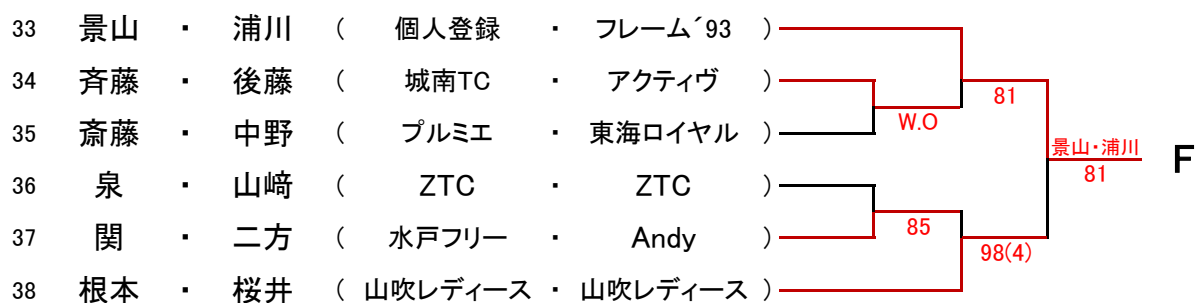 33 景山 ・ 浦川 ( 個人登録 ・ フレーム´93 )
34 斉藤 ・ 後藤 ( 城南TC ・ アクティヴ )
81
W.O
35 斎藤 ・ 中野 ( プルミエ ・ 東海ロイヤル )
景山・浦川
F
81
36 泉 ・ 山﨑 ( ZTC ・ ZTC )
85
37 関 ・ 二方 ( 水戸フリー ・ Andy )
98(4)
38 根本 ・ 桜井 ( 山吹レディース ・ 山吹レディース )